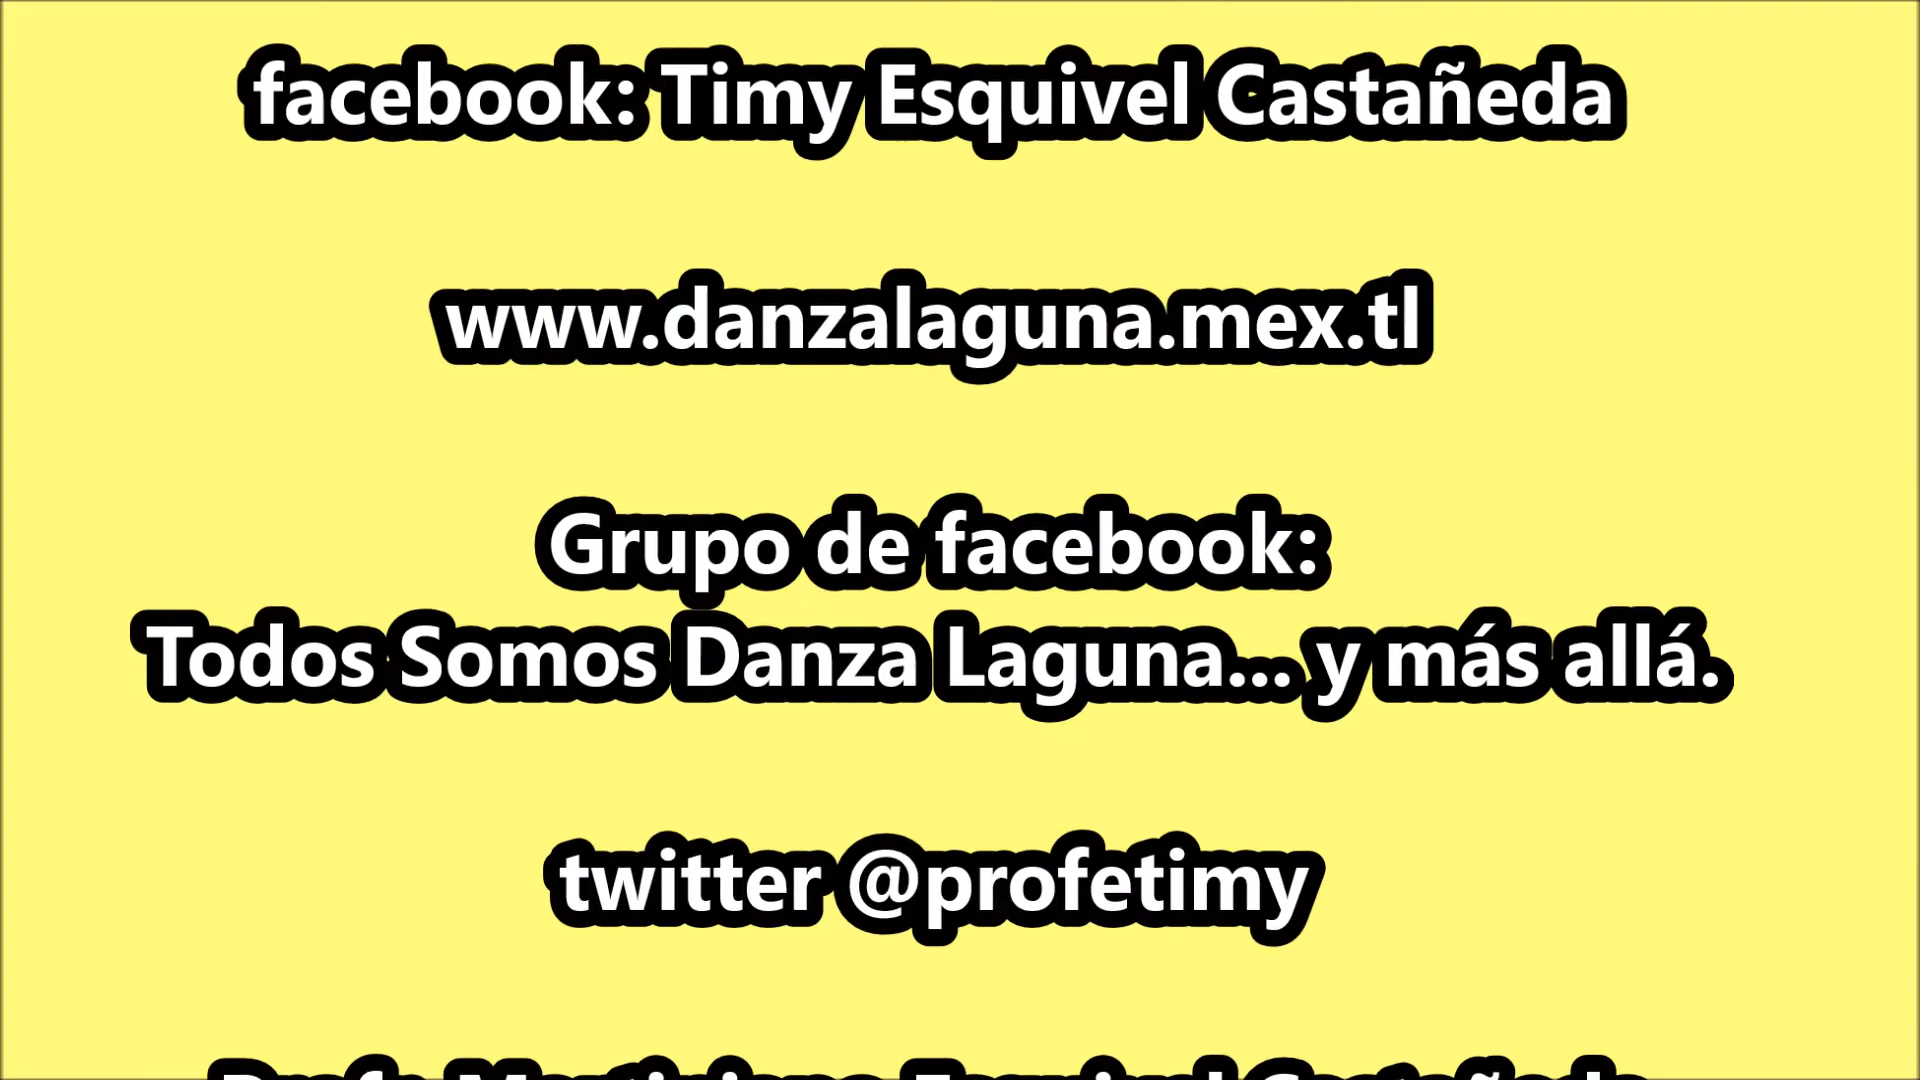 facebook: Timy Esquivel Castañeda
www.danzalaguna.mex.tl
Grupo de facebook:
Todos Somos Danza Laguna... y más allá.
twitter @profetimy